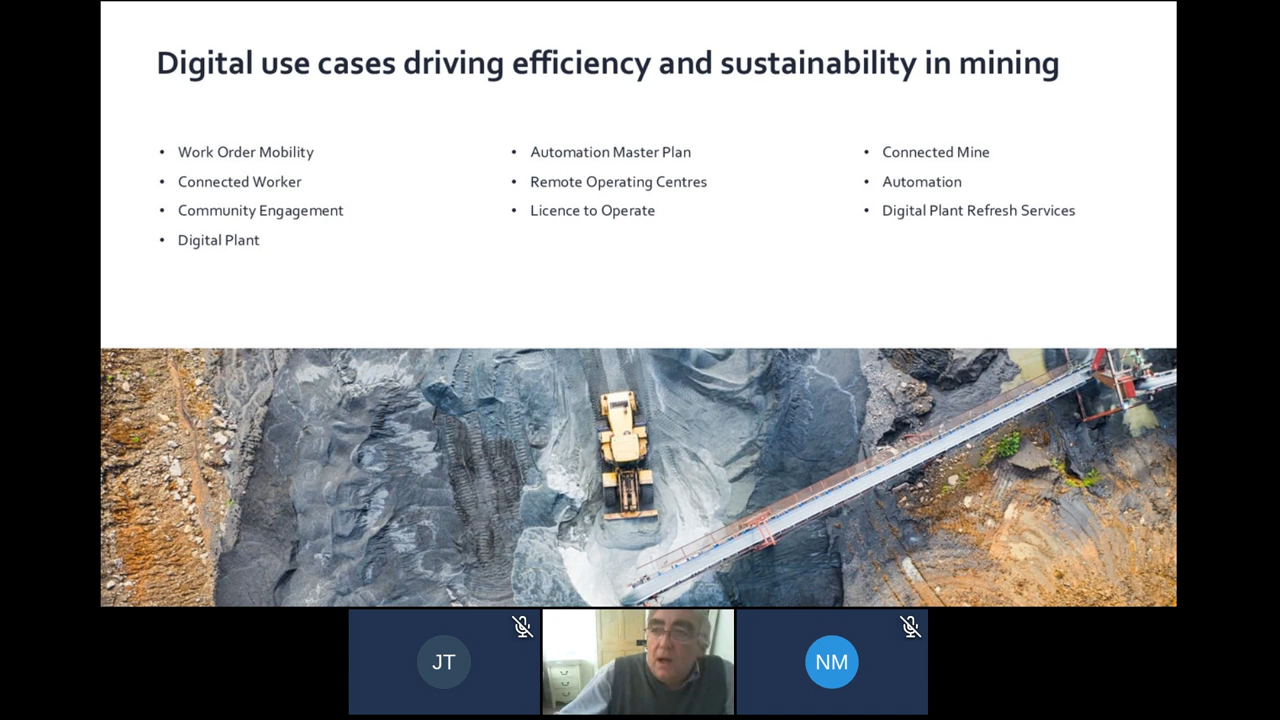 Digital use cases driving efficiency and sustainability in mining
• Work Order Mobility
• Connected Worker
• Community Engagement
• Digital Plant
• Automation Master Plan
• Remote Operating Centres
• Licence to Operate
• Connected Mine
• Automation
• Digital Plant Refresh Services
JT
NM